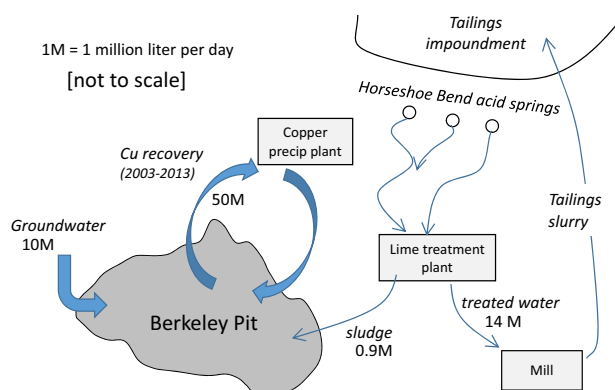 1M = 1 million liter per day
[not to scale]
Tailings
impoundment
Horseshoe Bend acid springs
Copper
precip plant
Cu recovery
(2003-2013)
50M
Groundwater
10M
Tailings
slurry
Lime treatment
plant
Berkeley Pit
treated water
14 M
sludge
0.9M
Mill